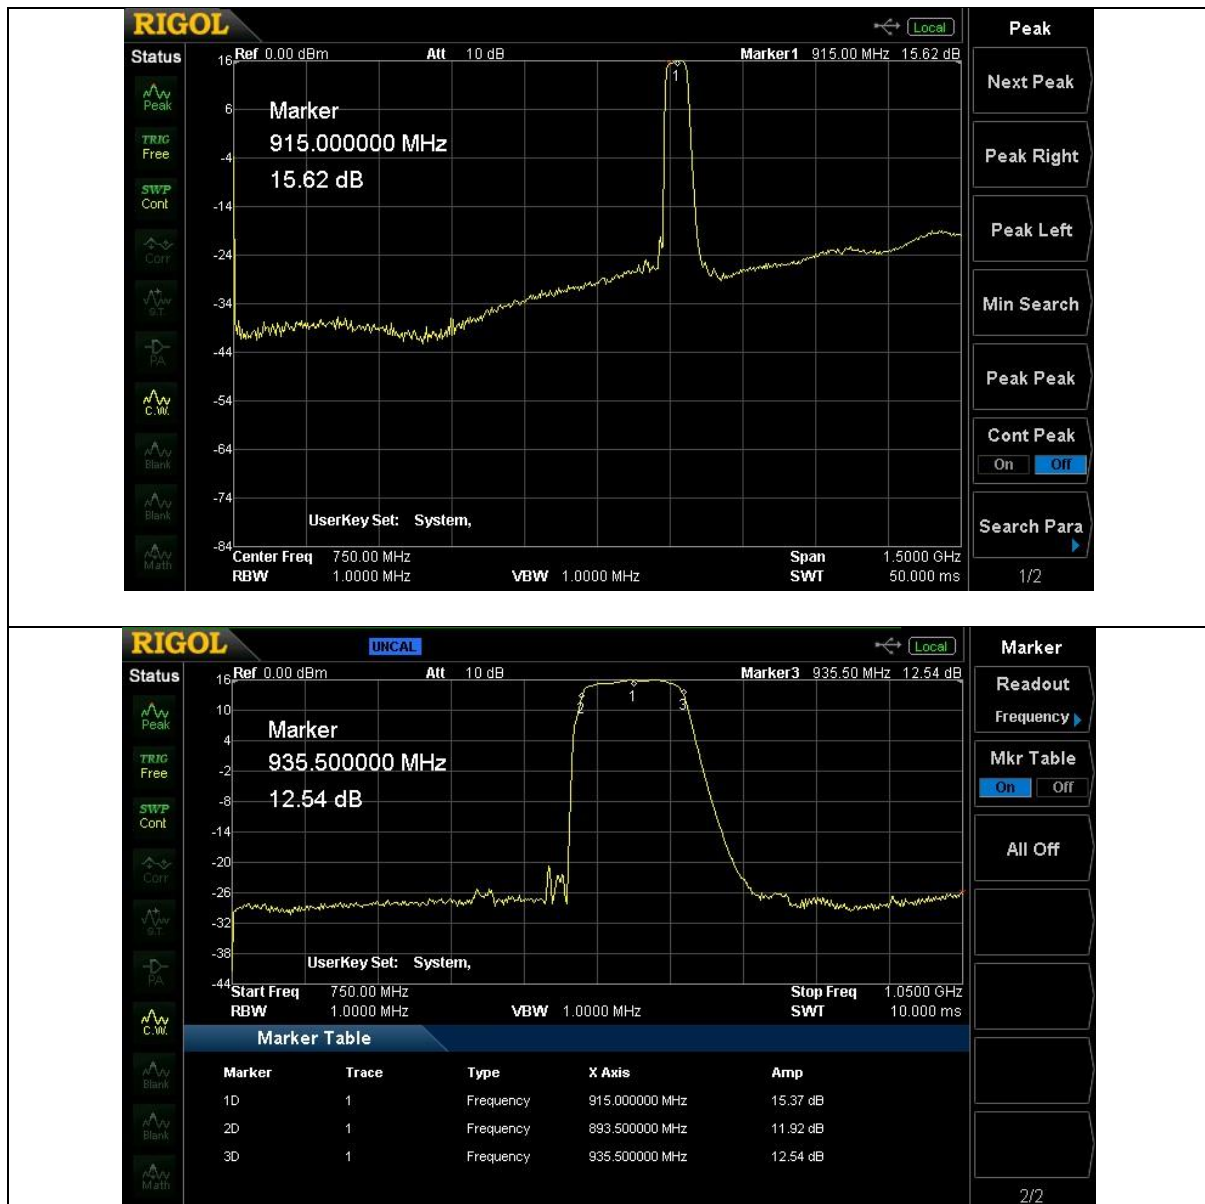 RIGOL
Local
Peak
Status
Ref 0.00 dBm Att 10 dB Marker1 915.00 MHz 15.62 dB
16
6
-4
-14
-24
-34
-44
-54
-64
-74
-84
Marker
915.000000 MHz
15.62 dB
1
Peak
TRIG
Free
SWP
Cont
Corr
S.T.
PA
C.W.
Blank
Blank
Math
UserKey Set: System,
Center Freq 750.00 MHz Span 1.5000 GHz
RBW 1.0000 MHz VBW 1.0000 MHz SWT 50.000 ms
Next Peak
Peak Right
Peak Left
Min Search
Peak Peak
Cont Peak
On Off
Search Para
1/2
RIGOL
UNCAL
Local
Marker
Status
Ref 0.00 dBm Att 10 dB Marker3 935.50 MHz 12.54 dB
16
10
4
-2
-8
-14
-20
-26
-32
-38
-44
Marker
935.500000 MHz
12.54 dB
2 1 3
Peak
TRIG
Free
SWP
Cont
Corr
S.T.
PA
C.W.
Blank
Blank
Math
UserKey Set: System,
Start Freq 750.00 MHz Stop Freq 1.0500 GHz
RBW 1.0000 MHz VBW 1.0000 MHz SWT 10.000 ms
Readout
Frequency
Mkr Table
On Off
All Off
2/2
Marker Table
Marker Trace Type X Axis Amp
1D 1 Frequency 915.000000 MHz 15.37 dB
2D 1 Frequency 893.500000 MHz 11.92 dB
3D 1 Frequency 935.500000 MHz 12.54 dB